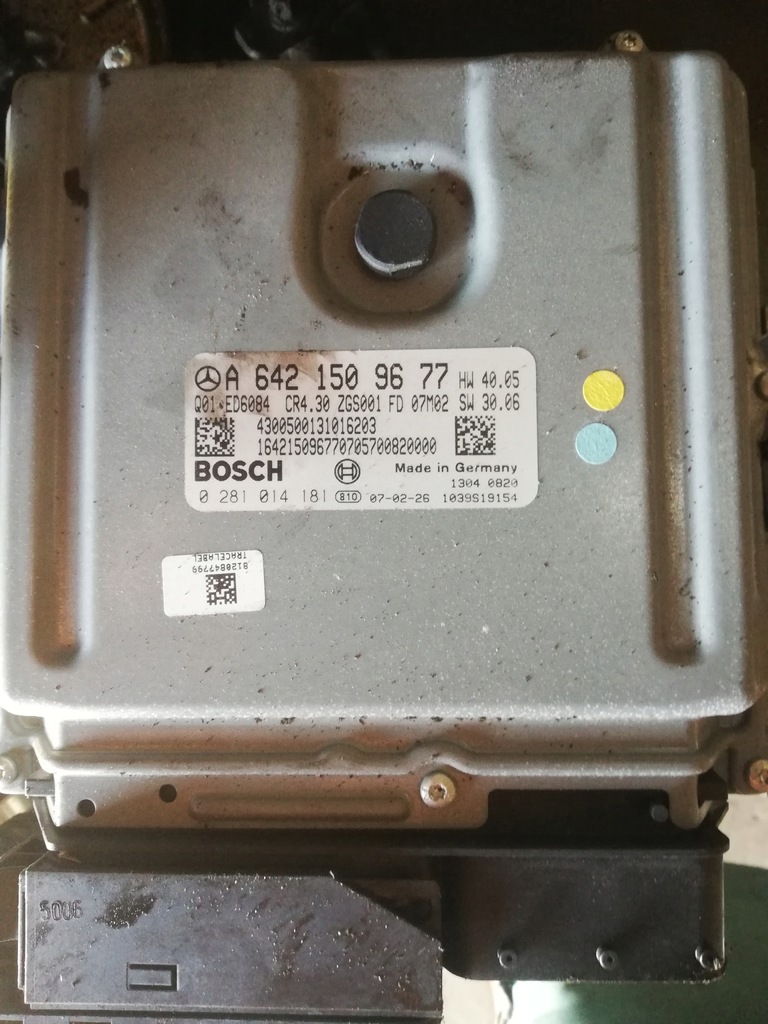 A 642 150 96 77 HW 40.05
Q01 ED6084 CR4.30 ZGS001 FD 07M02 SW 30.06
4300500131016203
164215096770705700820000
BOSCH Made in Germany
1304 0820
0 281 014 181 810 07-02-26 1039S19154
8120847799
TRACELABEL
5006